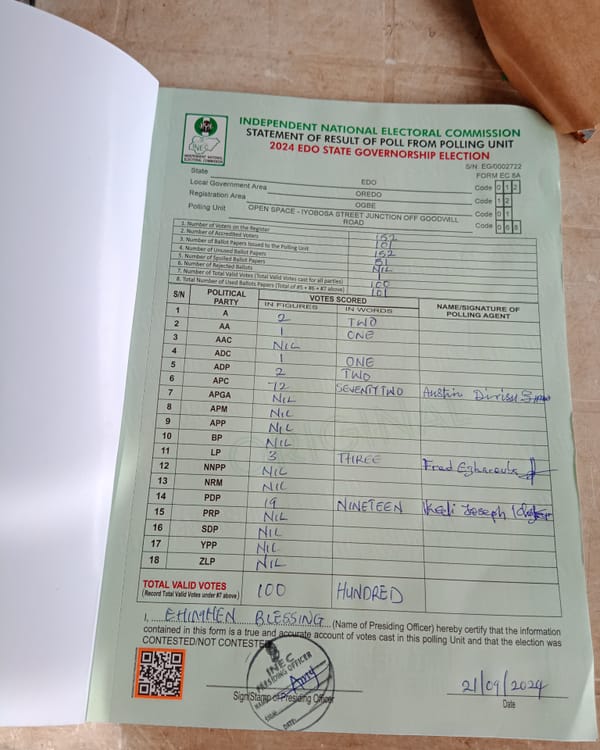 INDEPENDENT NATIONAL ELECTORAL COMMISSION
STATEMENT OF RESULT OF POLL FROM POLLING UNIT
2024 EDO STATE GOVERNORSHIP ELECTION
INEC
INDEPENDENT NATIONAL ELECTORAL COMMISSION
S/N: EG/0002722
FORM EC 8A
State EDO Code 0 1 2
Local Government Area OREDO Code 1 2
Registration Area OGBE Code 0 1
Polling Unit OPEN SPACE - IYOBOSA STREET JUNCTION OFF GOODWILL ROAD Code 0 6 8
1. Number of Voters on the Register 152
2. Number of Accredited Voters 101
3. Number of Ballot Papers Issued to the Polling Unit 152
4. Number of Unused Ballot Papers 51
5. Number of Spoiled Ballot Papers NIL
6. Number of Rejected Ballots 1
7. Number of Total Valid Votes (Total Valid Votes cast for all parties) 100
8. Total Number of Used Ballots Papers (Total of #5 + #6 + #7 above) 101
S/N POLITICAL PARTY VOTES SCORED NAME/SIGNATURE OF POLLING AGENT
IN FIGURES IN WORDS
1 A 2 TWO
2 AA 1 ONE
3 AAC NIL
4 ADC 1 ONE
5 ADP 2 TWO
6 APC 72 SEVENTY TWO Austin
7 APGA NIL
8 APM NIL
9 APP NIL
10 BP NIL
11 LP 3 THREE Fred
12 NNPP NIL
13 NRM NIL
14 PDP 19 NINETEEN Joseph
15 PRP NIL
16 SDP NIL
17 YPP NIL
18 ZLP NIL
TOTAL VALID VOTES 100 HUNDRED
(Record Total Valid Votes under #7 above)
I, EHIMHEN BLESSING (Name of Presiding Officer) hereby certify that the information
contained in this form is a true and accurate account of votes cast in this polling Unit and that the election was
CONTESTED/NOT CONTESTED
INEC
PRESIDING OFFICER
NAME:
SIGN:
DATE:
Sign/Stamp of Presiding Officer
21/09/2024
Date